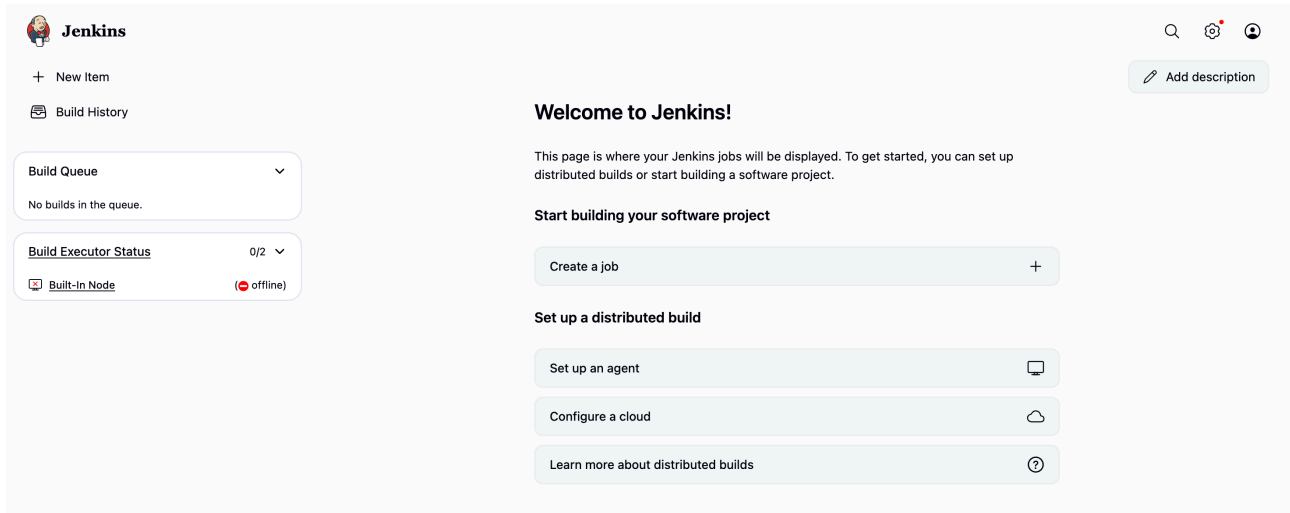 Jenkins
New Item
Build History
Add description
Build Queue
No builds in the queue.
Build Executor Status 0/2
Built-In Node (offline)
Welcome to Jenkins!
This page is where your Jenkins jobs will be displayed. To get started, you can set up
distributed builds or start building a software project.
Start building your software project
Create a job
Set up a distributed build
Set up an agent
Configure a cloud
Learn more about distributed builds